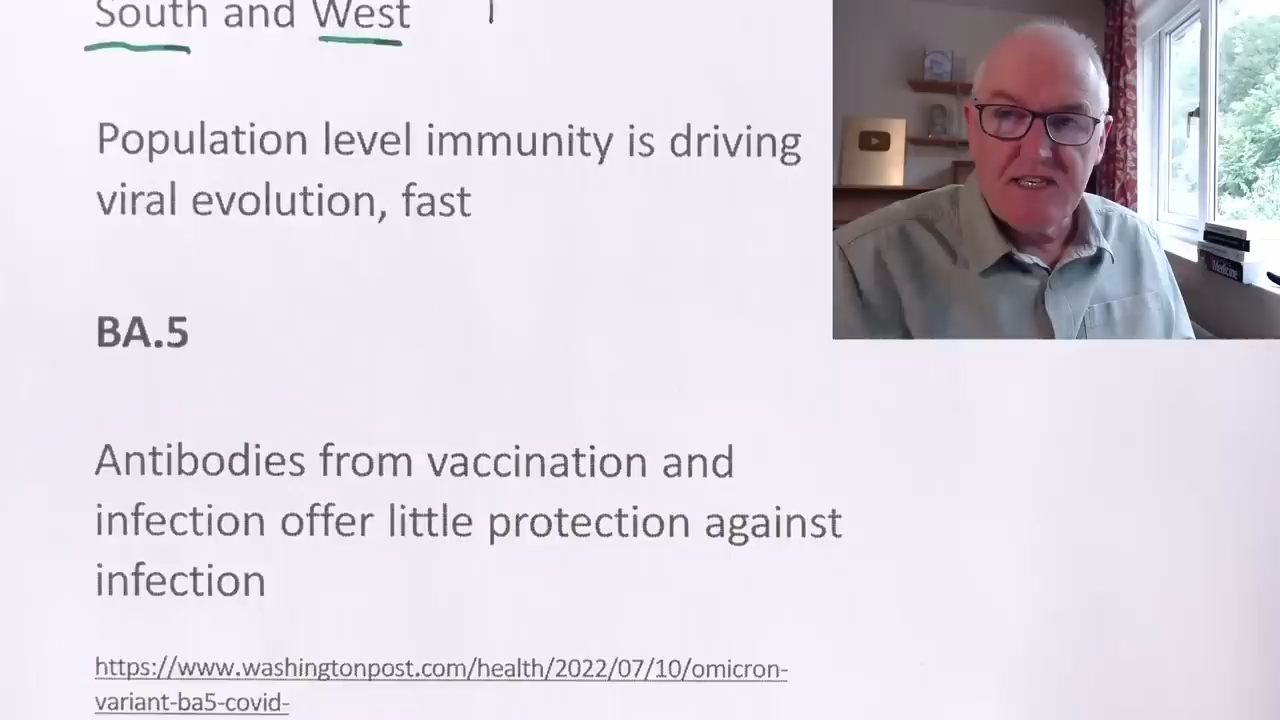 South and West
Population level immunity is driving
viral evolution, fast
BA.5
Antibodies from vaccination and
infection offer little protection against
infection
https://www.washingtonpost.com/health/2022/07/10/omicron-
variant-ba5-covid-
Medicine